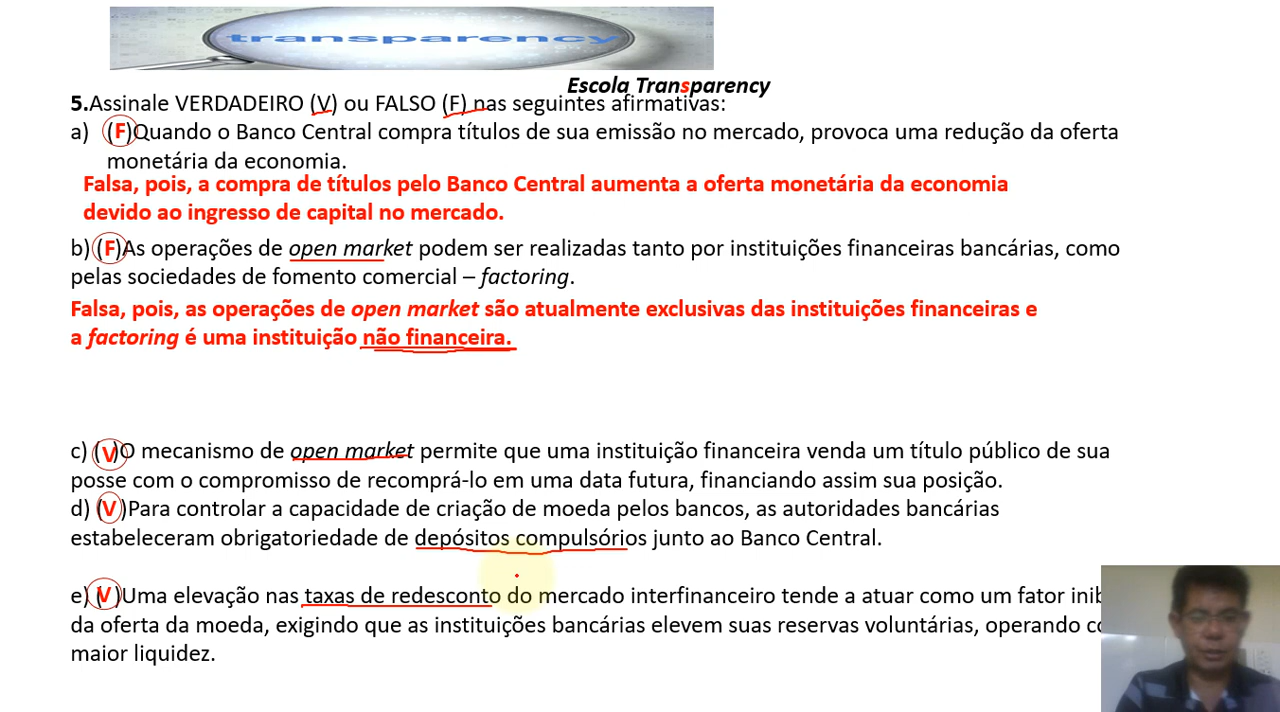 transparency
Escola Transparency
5.Assinale VERDADEIRO (V) ou FALSO (F) nas seguintes afirmativas:
a) (F)Quando o Banco Central compra títulos de sua emissão no mercado, provoca uma redução da oferta
monetária da economia.
Falsa, pois, a compra de títulos pelo Banco Central aumenta a oferta monetária da economia
devido ao ingresso de capital no mercado.
b) (F)As operações de open market podem ser realizadas tanto por instituições financeiras bancárias, como
pelas sociedades de fomento comercial – factoring.
Falsa, pois, as operações de open market são atualmente exclusivas das instituições financeiras e
a factoring é uma instituição não financeira.
c) (V)O mecanismo de open market permite que uma instituição financeira venda um título público de sua
posse com o compromisso de recomprá-lo em uma data futura, financiando assim sua posição.
d) (V)Para controlar a capacidade de criação de moeda pelos bancos, as autoridades bancárias
estabeleceram obrigatoriedade de depósitos compulsórios junto ao Banco Central.
e) (V)Uma elevação nas taxas de redesconto do mercado interfinanceiro tende a atuar como um fator
da oferta da moeda, exigindo que as instituições bancárias elevem suas reservas voluntárias, operando
maior liquidez.